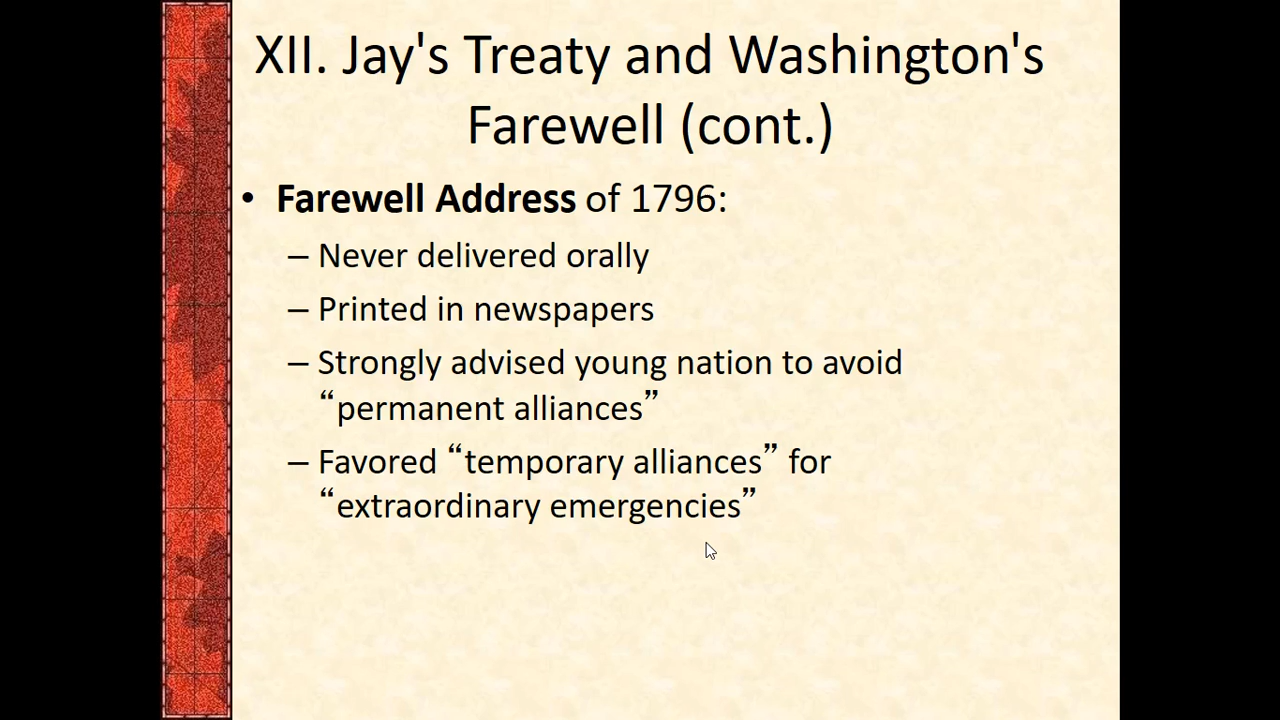 XII. Jay's Treaty and Washington's
Farewell (cont.)
• Farewell Address of 1796:
– Never delivered orally
– Printed in newspapers
– Strongly advised young nation to avoid
“permanent alliances”
– Favored “temporary alliances” for
“extraordinary emergencies”